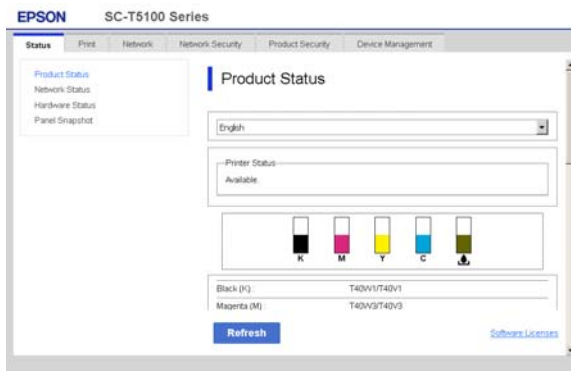 EPSON SC-T5100 Series
Status Print Network Network Security Product Security Device Management
Product Status
Network Status
Hardware Status
Panel Snapshot
Product Status
English
Printer Status
Available.
K M Y C
Black (K) : T40W1/T40V1
Magenta (M) : T40W3/T40V3
Refresh
Software Licenses